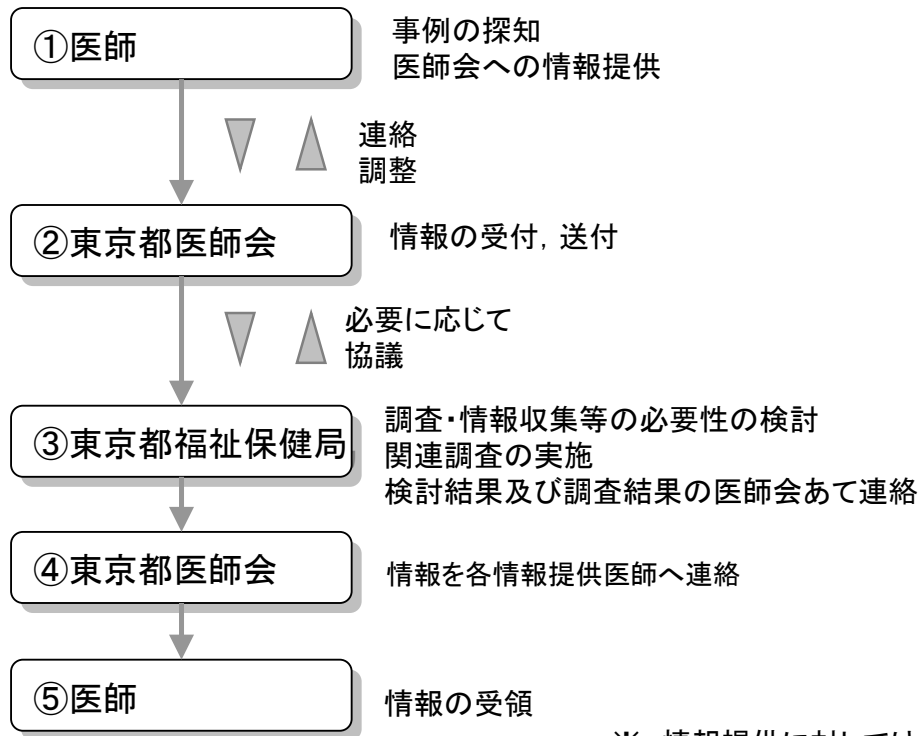 ①医師
事例の探知
医師会への情報提供
連絡
調整
②東京都医師会
情報の受付，送付
必要に応じて
協議
③東京都福祉保健局
調査・情報収集等の必要性の検討
関連調査の実施
検討結果及び調査結果の医師会あて連絡
④東京都医師会
情報を各情報提供医師へ連絡
⑤医師
情報の受領